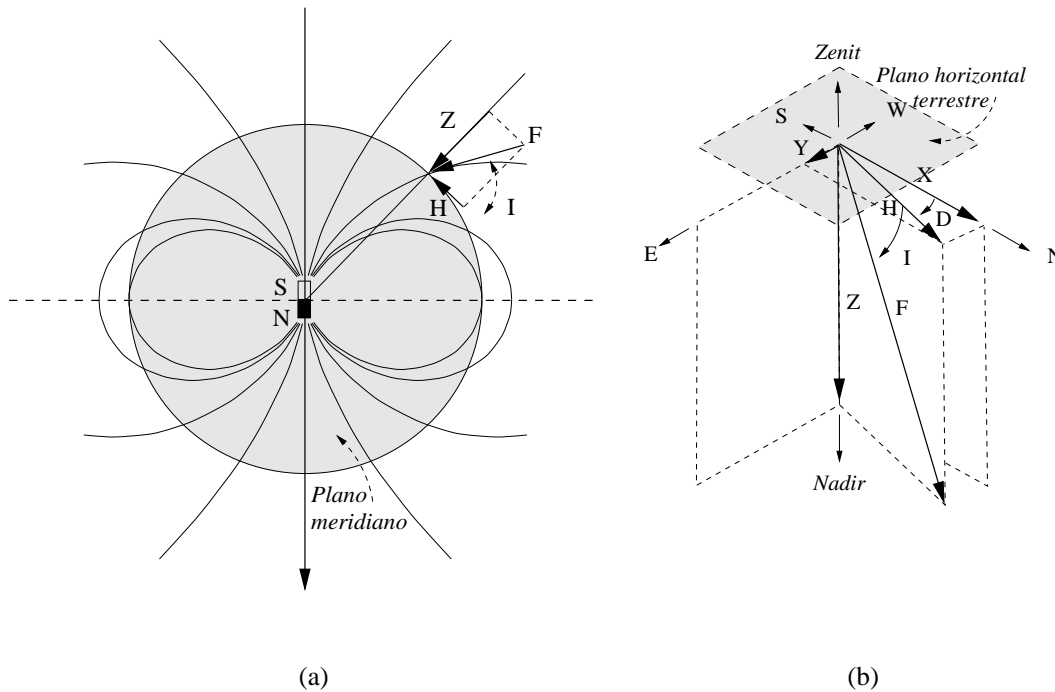 Z
F
H
I
S
N
Plano
meridiano
(a)
Zenit
Plano horizontal
terrestre
S
W
Y
X
H
D
E
I
N
Z
F
Nadir
(b)